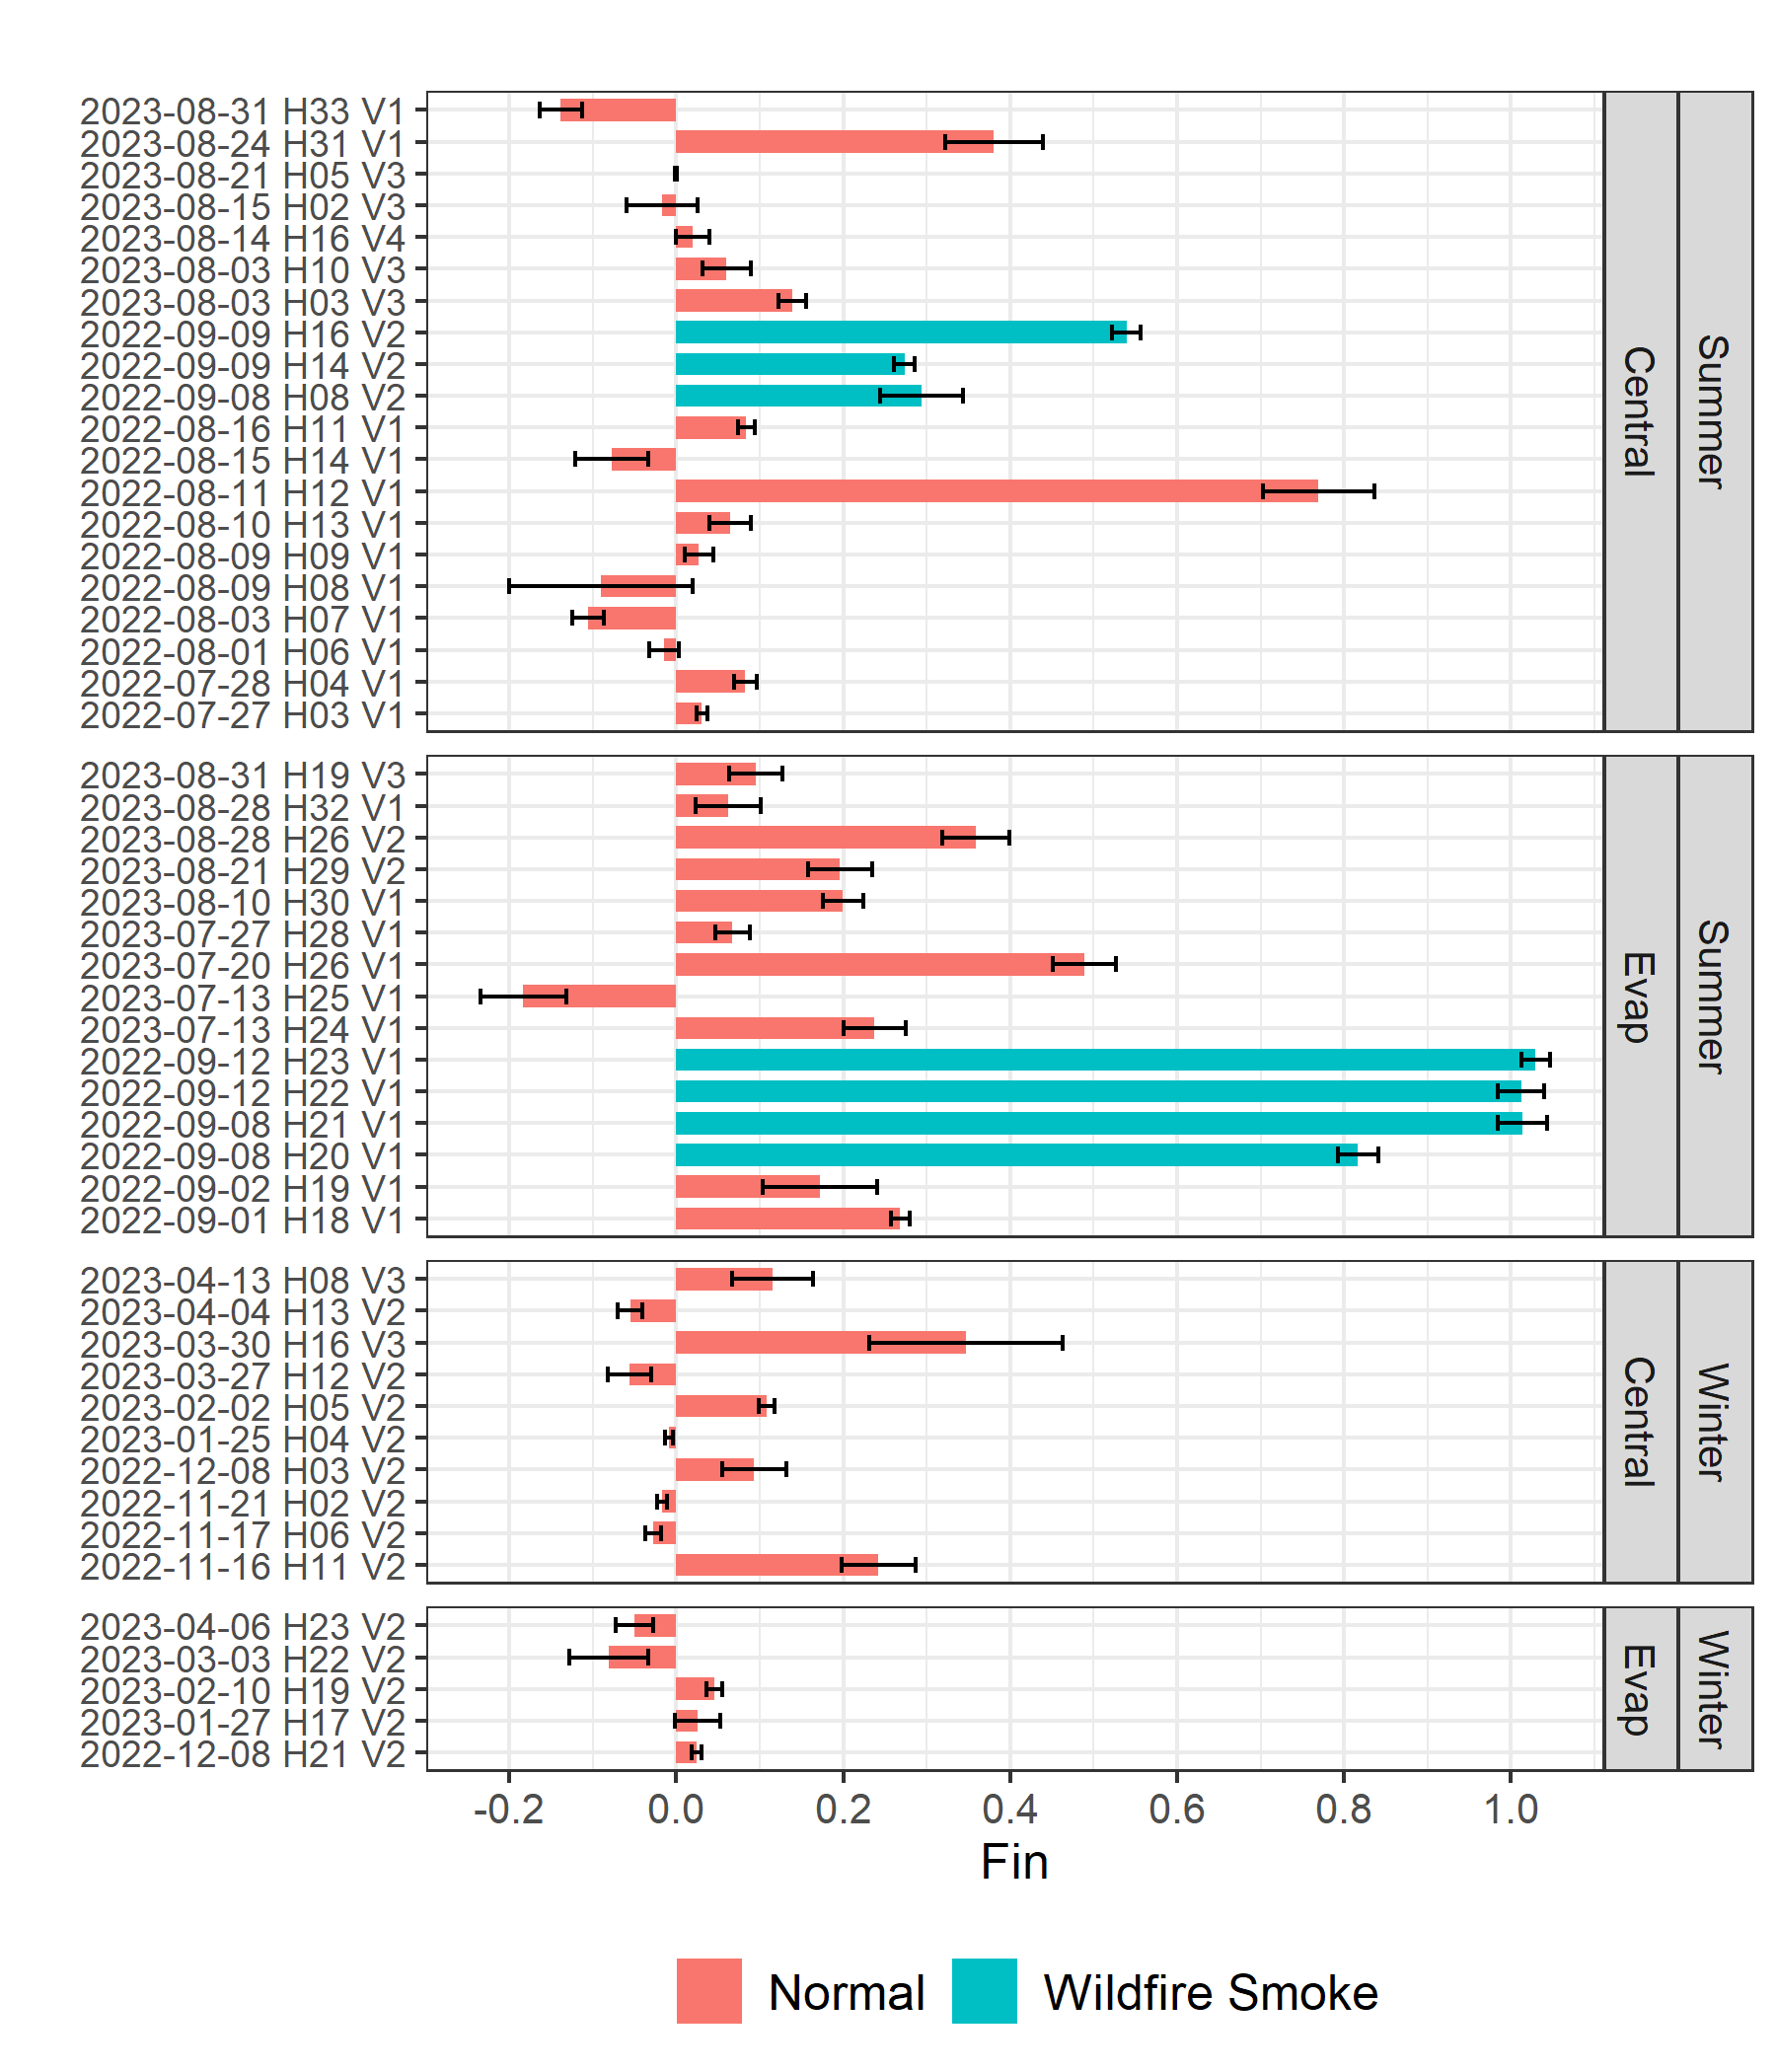 2023-08-31 H33 V1
2023-08-24 H31 V1
2023-08-21 H05 V3
2023-08-15 H02 V3
2023-08-14 H16 V4
2023-08-03 H10 V3
2023-08-03 H03 V3
2022-09-09 H16 V2
2022-09-09 H14 V2
2022-09-08 H08 V2
2022-08-16 H11 V1
2022-08-15 H14 V1
2022-08-11 H12 V1
2022-08-10 H13 V1
2022-08-09 H09 V1
2022-08-09 H08 V1
2022-08-03 H07 V1
2022-08-01 H06 V1
2022-07-28 H04 V1
2022-07-27 H03 V1
Central
Summer
2023-08-31 H19 V3
2023-08-28 H32 V1
2023-08-28 H26 V2
2023-08-21 H29 V2
2023-08-10 H30 V1
2023-07-27 H28 V1
2023-07-20 H26 V1
2023-07-13 H25 V1
2023-07-13 H24 V1
2022-09-12 H23 V1
2022-09-12 H22 V1
2022-09-08 H21 V1
2022-09-08 H20 V1
2022-09-02 H19 V1
2022-09-01 H18 V1
Evap
Summer
2023-04-13 H08 V3
2023-04-04 H13 V2
2023-03-30 H16 V3
2023-03-27 H12 V2
2023-02-02 H05 V2
2023-01-25 H04 V2
2022-12-08 H03 V2
2022-11-21 H02 V2
2022-11-17 H06 V2
2022-11-16 H11 V2
Central
Winter
2023-04-06 H23 V2
2023-03-03 H22 V2
2023-02-10 H19 V2
2023-01-27 H17 V2
2022-12-08 H21 V2
Evap
Winter
-0.2 0.0 0.2 0.4 0.6 0.8 1.0
Fin
Normal Wildfire Smoke